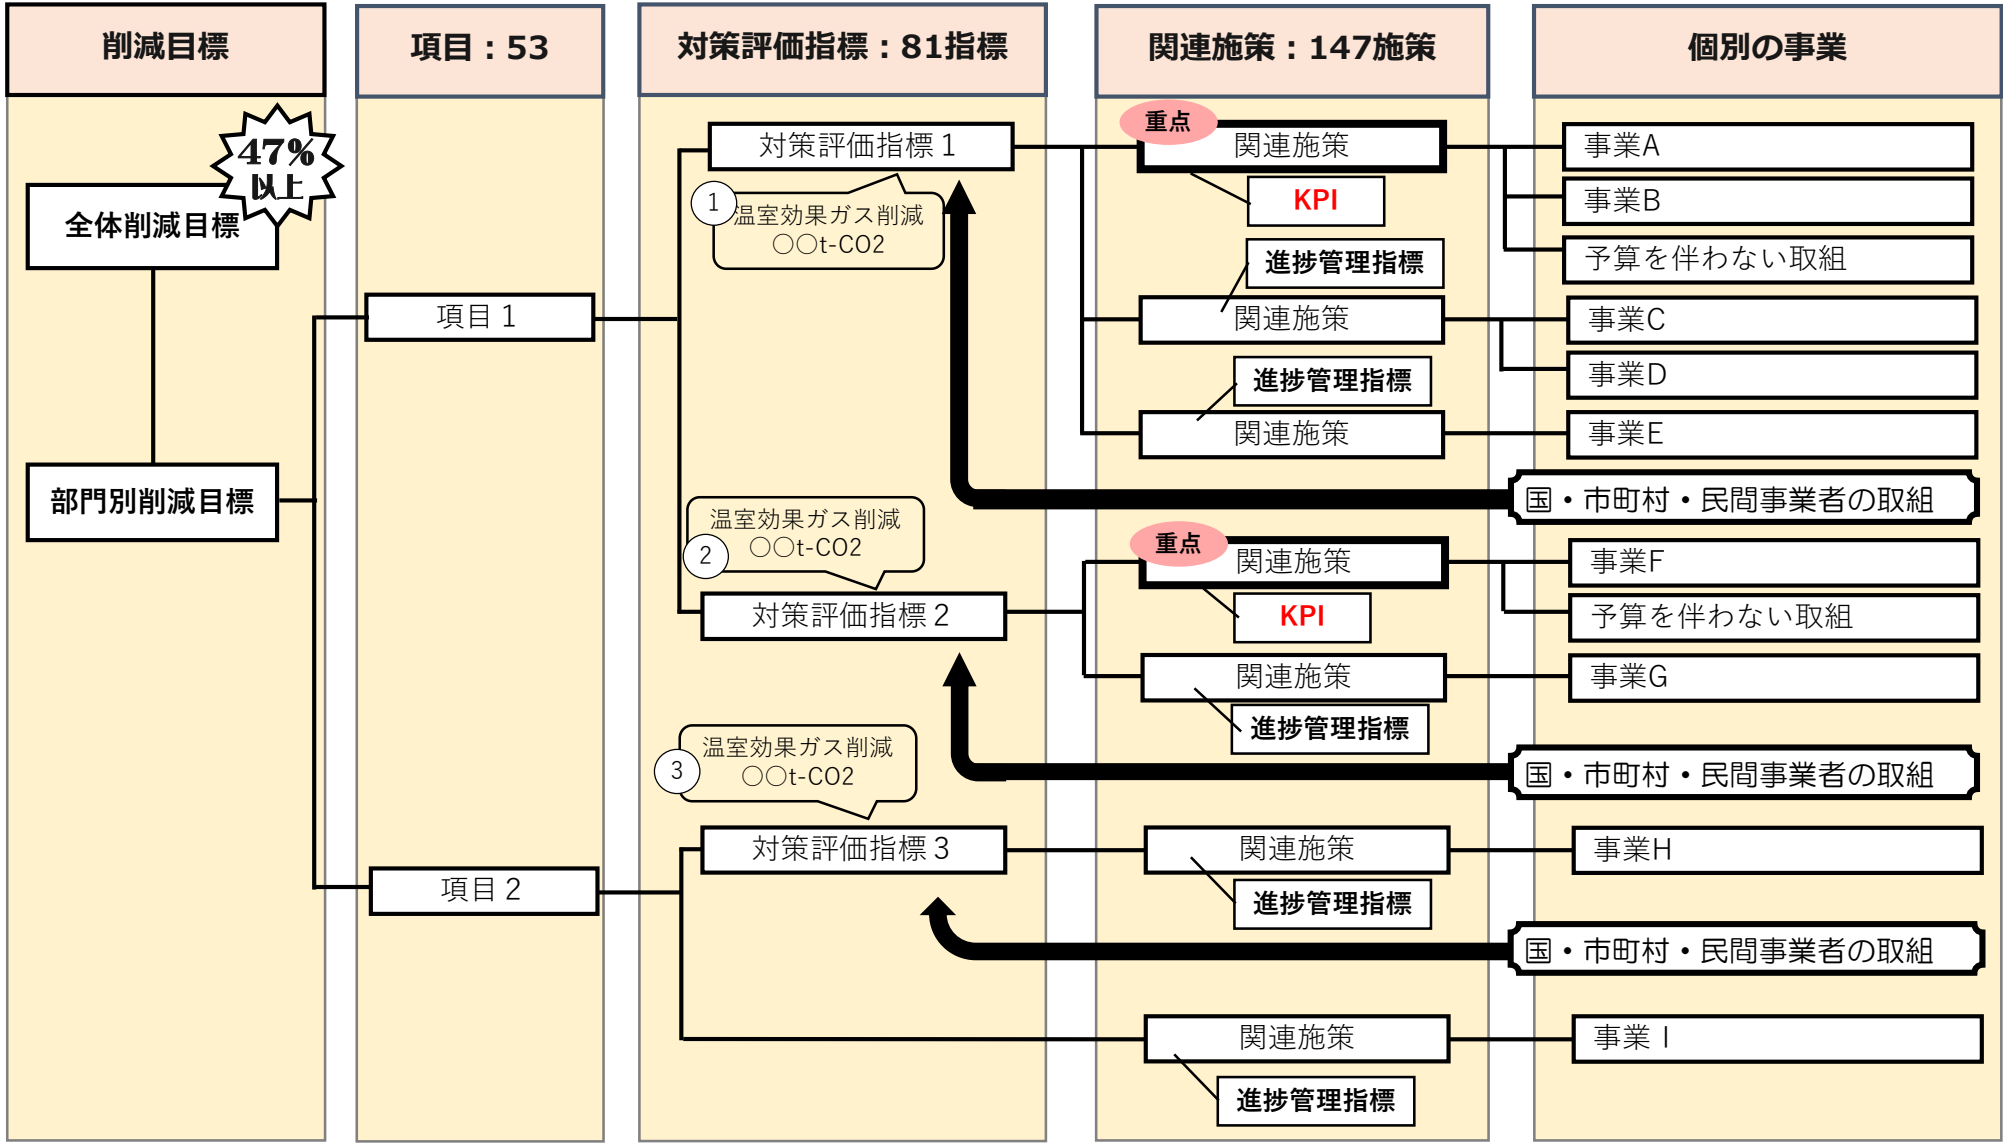 削減目標
項目：53
対策評価指標：81指標
関連施策：147施策
個別の事業
47%
以上
全体削減目標
部門別削減目標
項目１
項目２
対策評価指標１
1
温室効果ガス削減
○○t-CO2
温室効果ガス削減
○○t-CO2
2
対策評価指標２
温室効果ガス削減
○○t-CO2
3
対策評価指標３
重点
関連施策
KPI
進捗管理指標
関連施策
進捗管理指標
関連施策
重点
関連施策
KPI
関連施策
進捗管理指標
関連施策
進捗管理指標
関連施策
進捗管理指標
事業A
事業B
予算を伴わない取組
事業C
事業D
事業E
国・市町村・民間事業者の取組
事業F
予算を伴わない取組
事業G
国・市町村・民間事業者の取組
事業H
国・市町村・民間事業者の取組
事業Ｉ